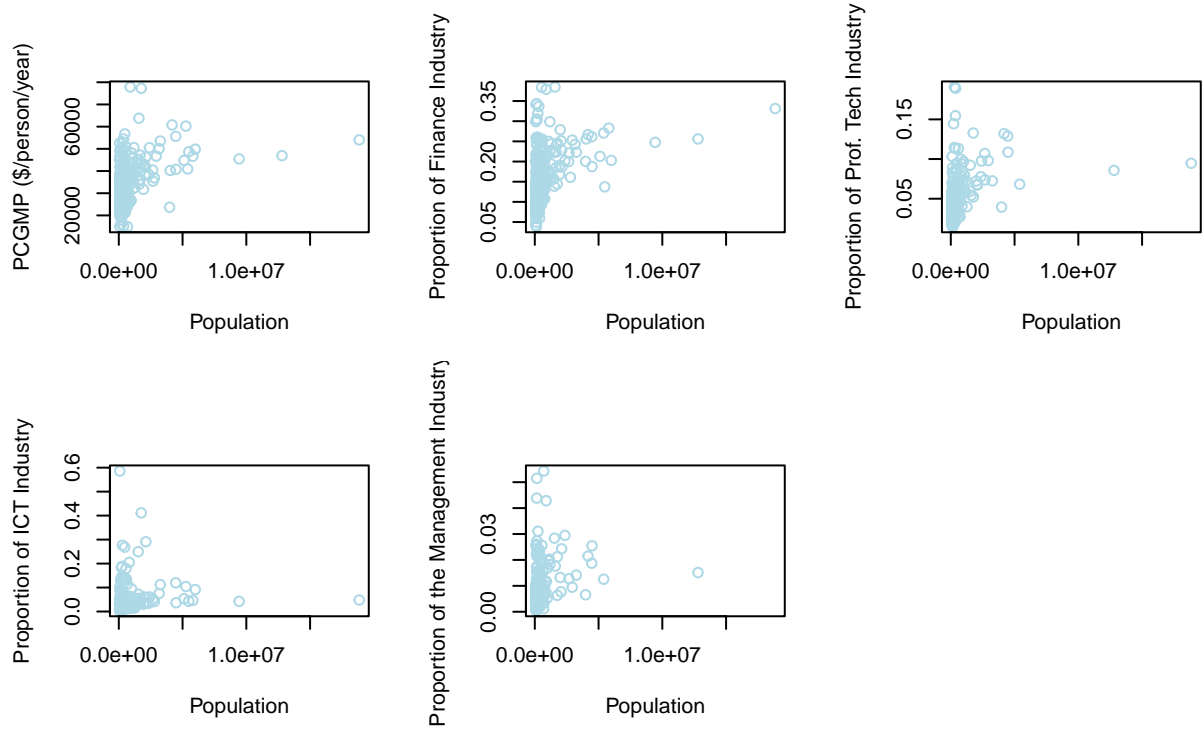 PCGMP ($/person/year)
20000
60000
0.0e+00
1.0e+07
Population
Proportion of Finance Industry
0.05
0.20
0.35
0.0e+00
1.0e+07
Population
Proportion of Prof. Tech Industry
0.05
0.15
0.0e+00
1.0e+07
Population
Proportion of ICT Industry
0.0
0.2
0.4
0.6
0.0e+00
1.0e+07
Population
Proportion of the Management Industry
0.00
0.03
0.0e+00
1.0e+07
Population